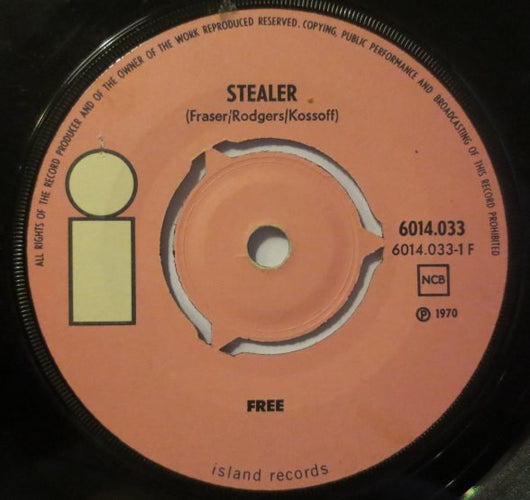 ALL RIGHTS OF THE RECORD PRODUCER AND OF THE OWNER OF THE WORK REPRODUCED RESERVED. COPYING, PUBLIC PERFORMANCE AND BROADCASTING OF THIS RECORD PROHIBITED
STEALER
(Fraser/Rodgers/Kossoff)
i
6014.033
6014.033-1 F
NCB
℗ 1970
FREE
island records